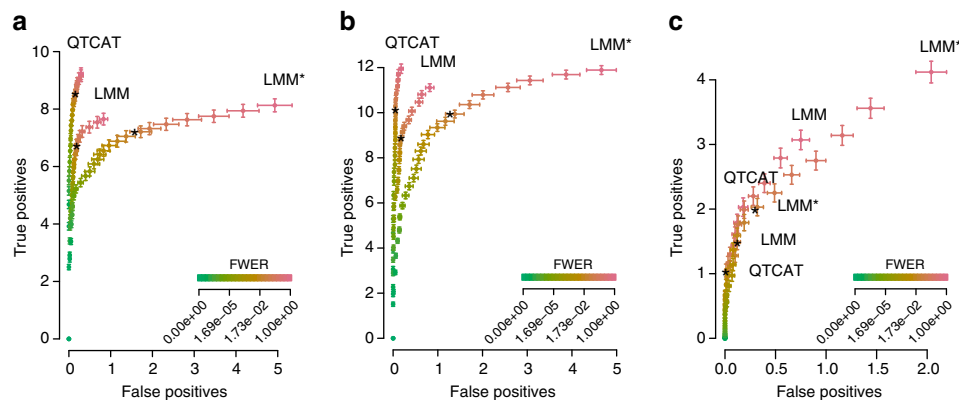 a
QTCAT
LMM
LMM*
True positives
10
8
6
4
2
0
FWER
0.00e+00
1.69e−05
1.73e−02
1.00e+00
0 1 2 3 4 5
False positives
b
QTCAT
LMM
LMM*
True positives
12
10
8
6
4
2
0
FWER
0.00e+00
1.69e−05
1.73e−02
1.00e+00
0 1 2 3 4 5
False positives
c
LMM*
LMM
QTCAT
LMM*
LMM
QTCAT
True positives
4
3
2
1
0
FWER
0.00e+00
1.69e−05
1.73e−02
1.00e+00
0.0 0.5 1.0 1.5 2.0
False positives